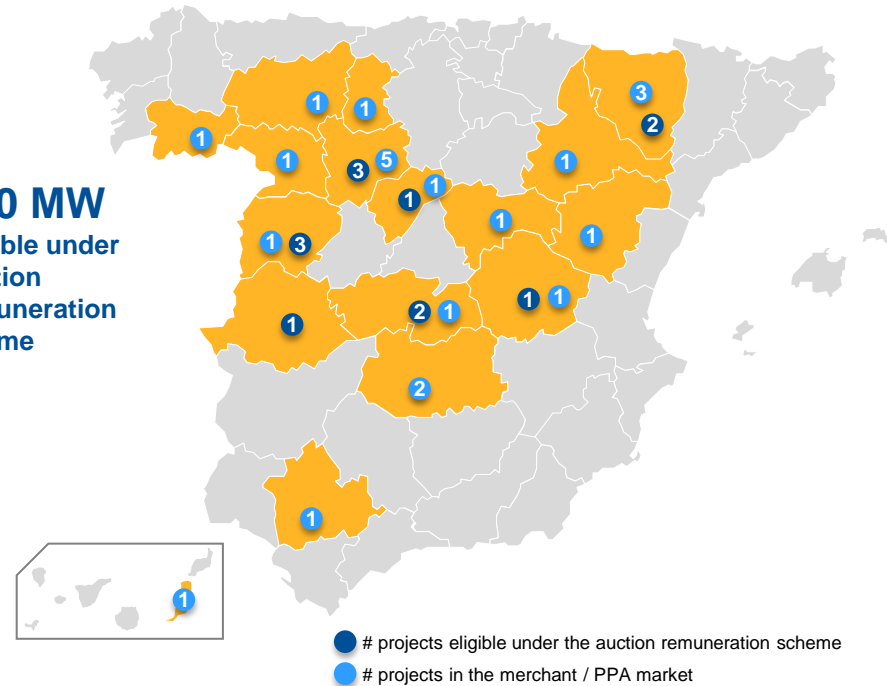 3
1
1
2
1
1
5
1
3
1
1
0 MW
ible under
tion
uneration
me
1
1
1 3
1 1
2 1
1
2
1
1
# projects eligible under the auction remuneration scheme
# projects in the merchant / PPA market